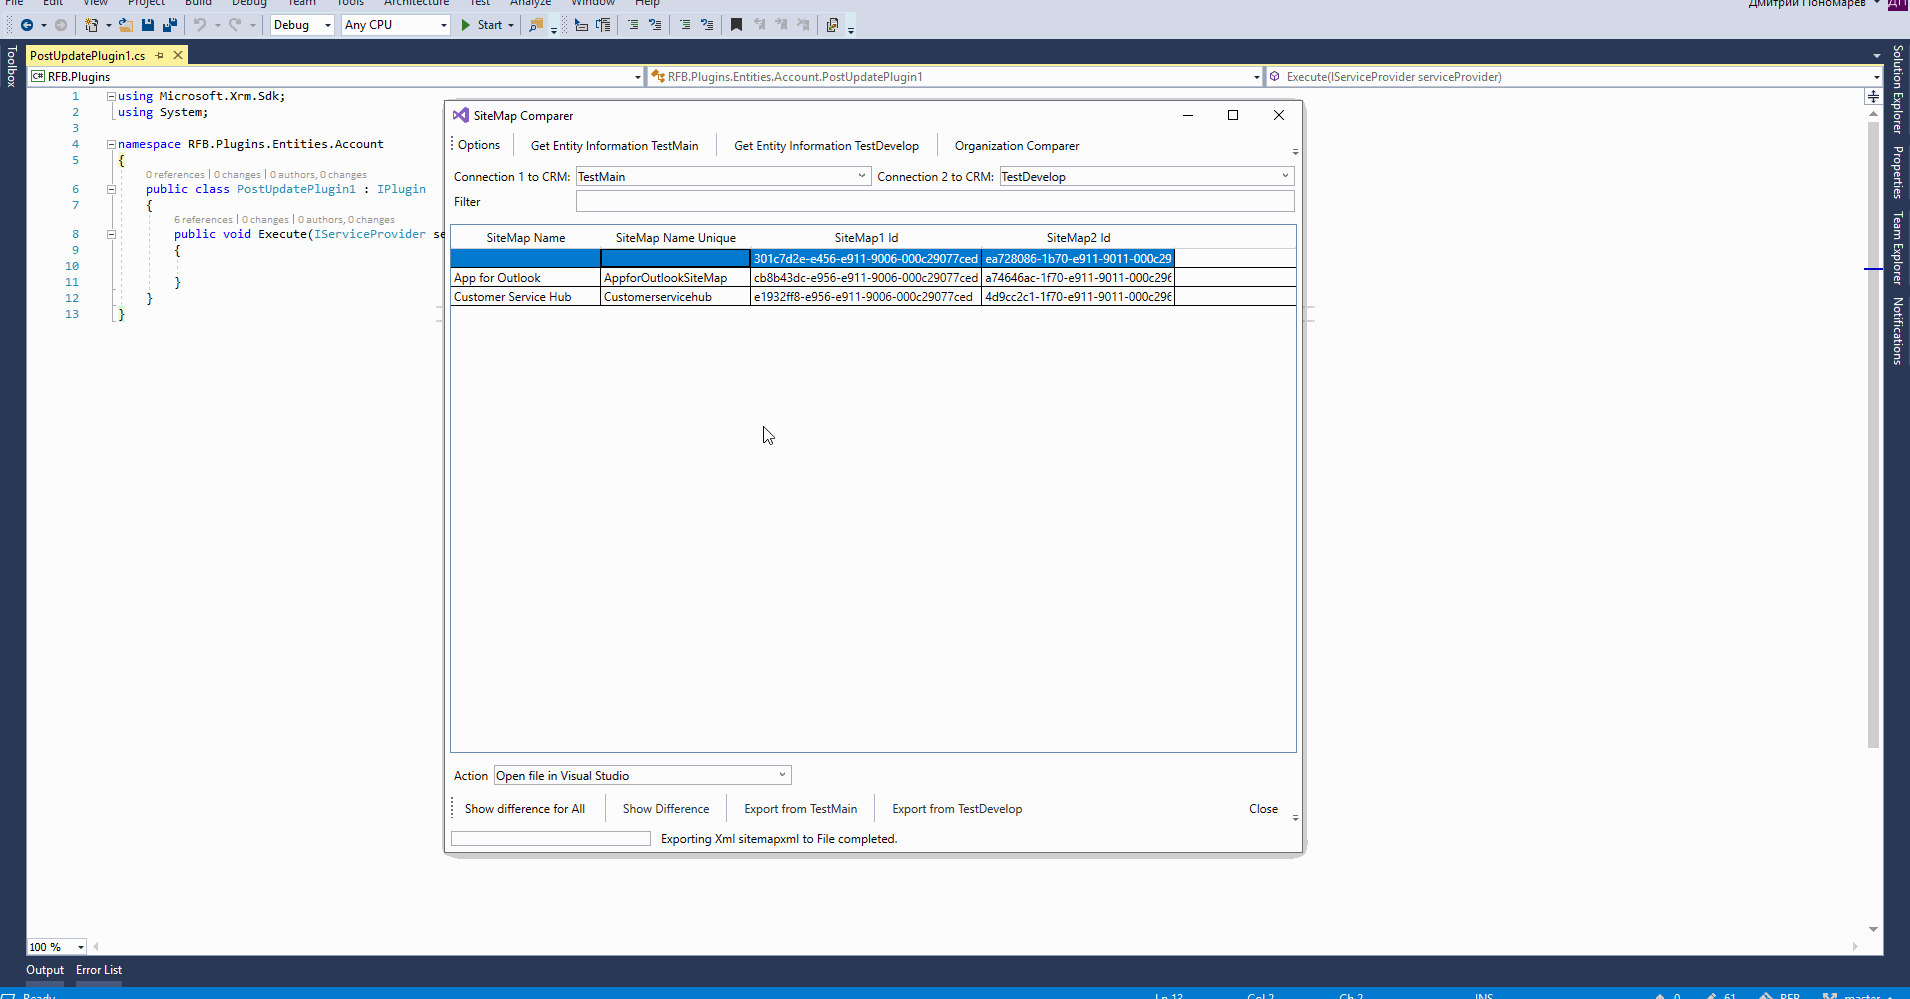 File Edit View Project Build Debug Team Tools Architecture Test Analyze Window Help Дмитрий Пономарев ДП
Debug Any CPU Start
Toolbox
PostUpdatePlugin1.cs
C# RFB.Plugins RFB.Plugins.Entities.Account.PostUpdatePlugin1 Execute(IServiceProvider serviceProvider)
1 using Microsoft.Xrm.Sdk;
2 using System;
3
4 namespace RFB.Plugins.Entities.Account
5 {
0 references | 0 changes | 0 authors, 0 changes
6 public class PostUpdatePlugin1 : IPlugin
7 {
6 references | 0 changes | 0 authors, 0 changes
8 public void Execute(IServiceProvider se
9 {
10
11 }
12 }
13 }
SiteMap Comparer
Options Get Entity Information TestMain Get Entity Information TestDevelop Organization Comparer
Connection 1 to CRM: TestMain Connection 2 to CRM: TestDevelop
Filter
SiteMap Name SiteMap Name Unique SiteMap1 Id SiteMap2 Id
301c7d2e-e456-e911-9006-000c29077ced ea728086-1b70-e911-9011-000c29
App for Outlook AppforOutlookSiteMap cb8b43dc-e956-e911-9006-000c29077ced a74646ac-1f70-e911-9011-000c296
Customer Service Hub Customerservicehub e1932ff8-e956-e911-9006-000c29077ced 4d9cc2c1-1f70-e911-9011-000c296
Action Open file in Visual Studio
Show difference for All Show Difference Export from TestMain Export from TestDevelop Close
Exporting Xml sitemapxml to File completed.
Solution Explorer
Properties
Team Explorer
Notifications
100 %
Output Error List
Ready Ln 13 Col 2 Ch 2 INS 0 61 RFB master